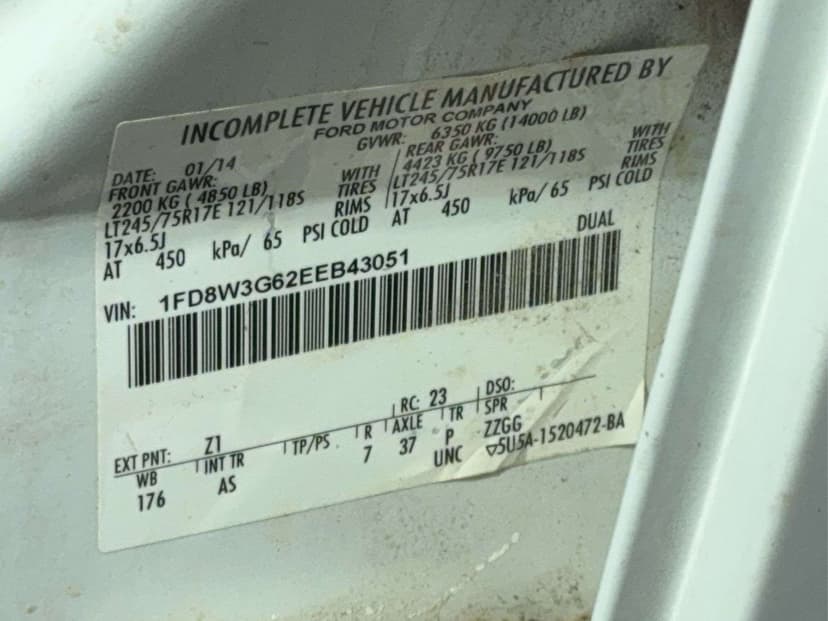 INCOMPLETE VEHICLE MANUFACTURED BY
FORD MOTOR COMPANY
DATE: 01/14 GVWR: 6350 KG (14000 LB)
FRONT GAWR: REAR GAWR:
2200 KG ( 4850 LB) WITH 4423 KG ( 9750 LB) WITH
LT245/75R17E 121/118S TIRES LT245/75R17E 121/118S TIRES
17x6.5J RIMS 17x6.5J RIMS
AT 450 kPa/ 65 PSI COLD AT 450 kPa/ 65 PSI COLD
DUAL
VIN: 1FD8W3G62EEB43051
EXT PNT: Z1 RC: 23 DSO:
WB INT TR TP/PS R AXLE TR SPR
176 AS 7 37 P ZZGG
UNC ▽5U5A-1520472-BA